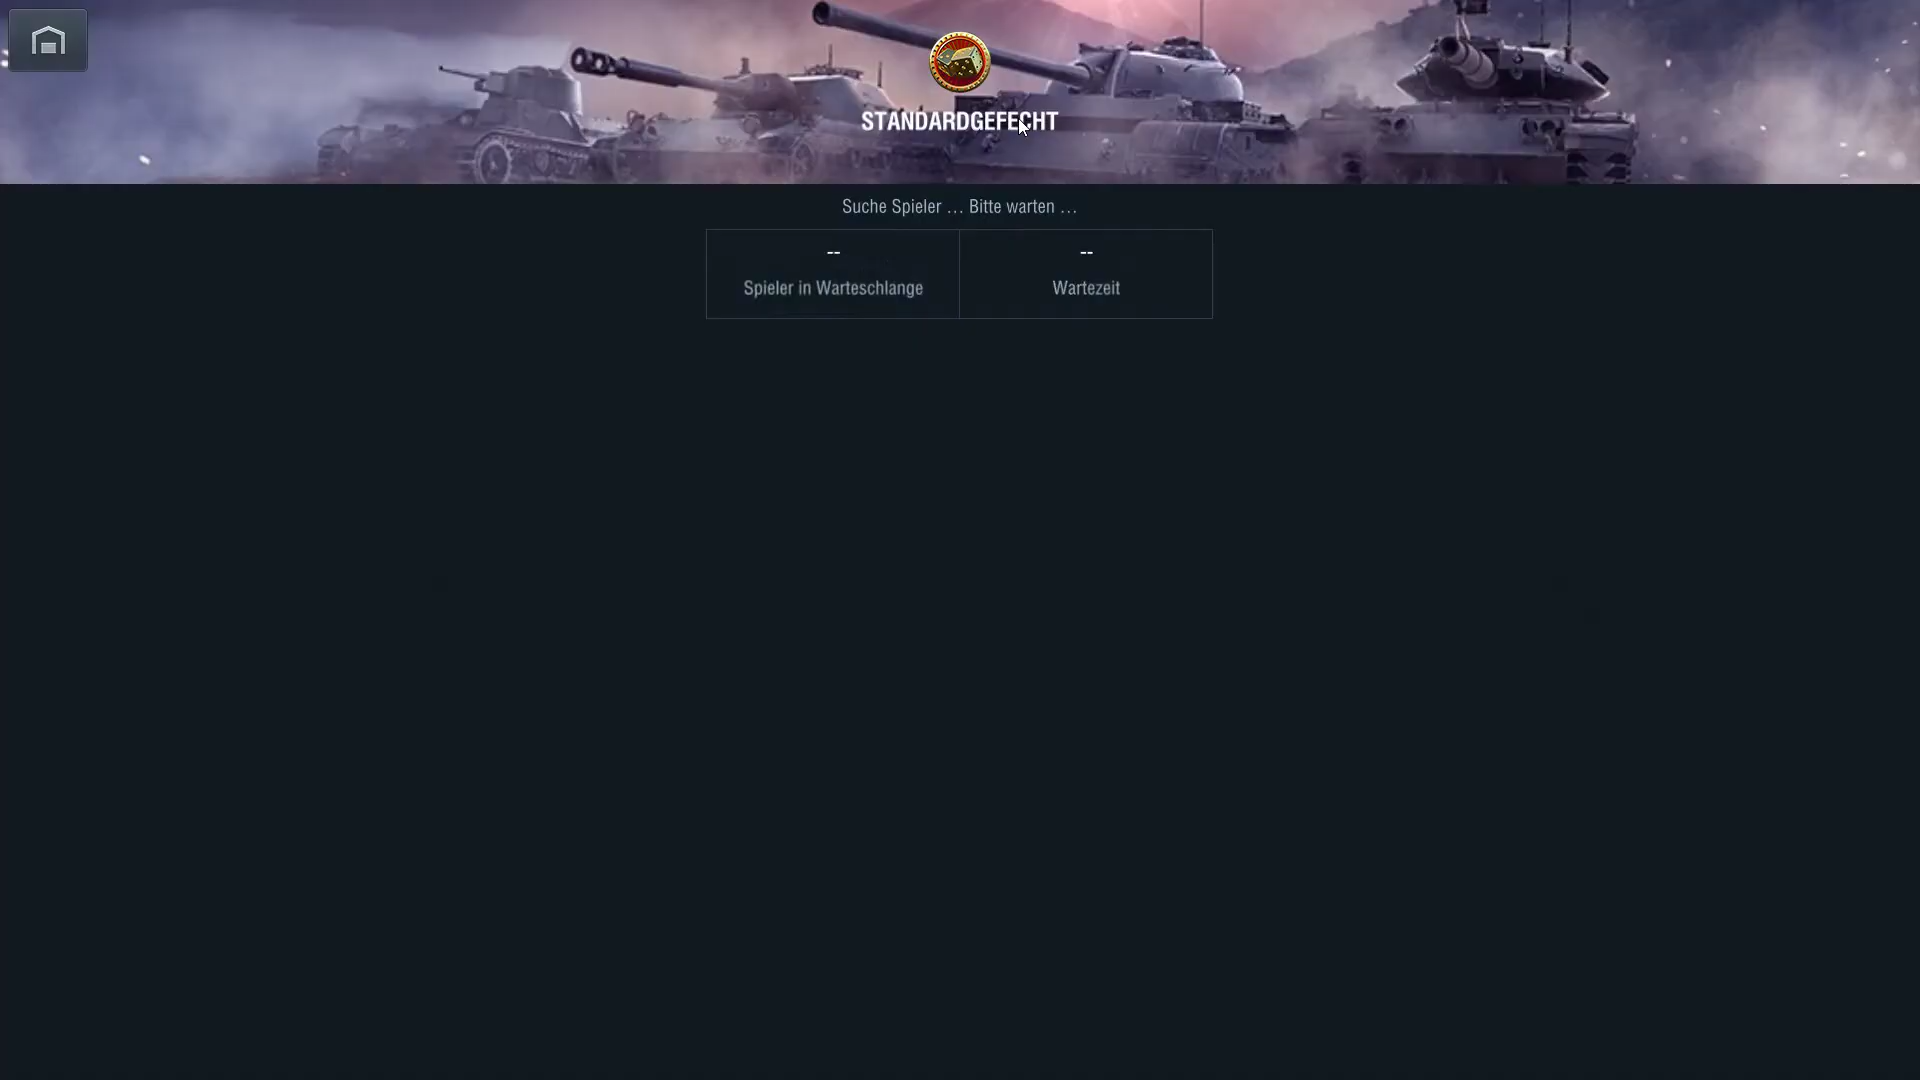 STANDARDGEFECHT
Suche Spieler … Bitte warten …
-- --
Spieler in Warteschlange Wartezeit